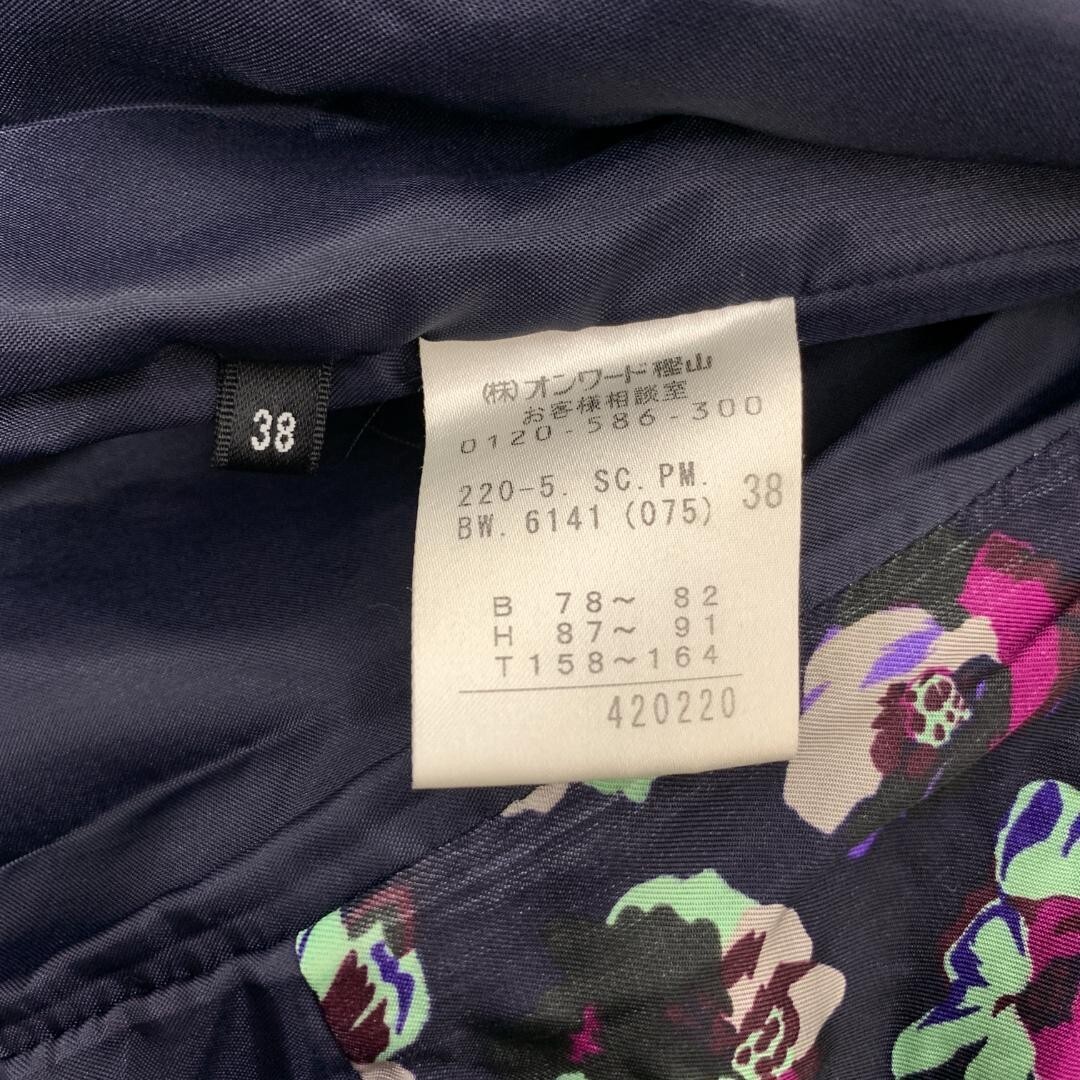 38
(株)オンワード樫山
お客様相談室
0120-586-300
220-5. SC. PM. 38
BW. 6141 (075)
B 78~ 82
H 87~ 91
T158~164
420220